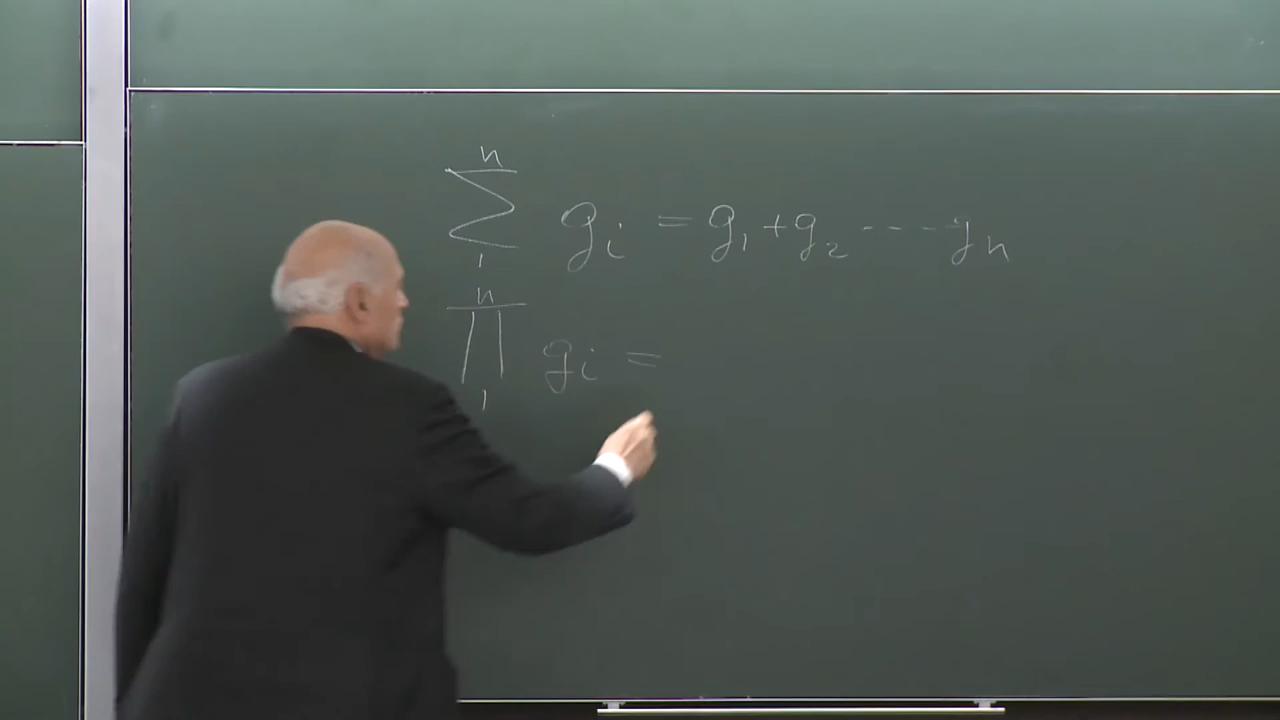 n
∑ gᵢ = g₁ + g₂ ---- gₙ
1
n
∏ gᵢ =
1